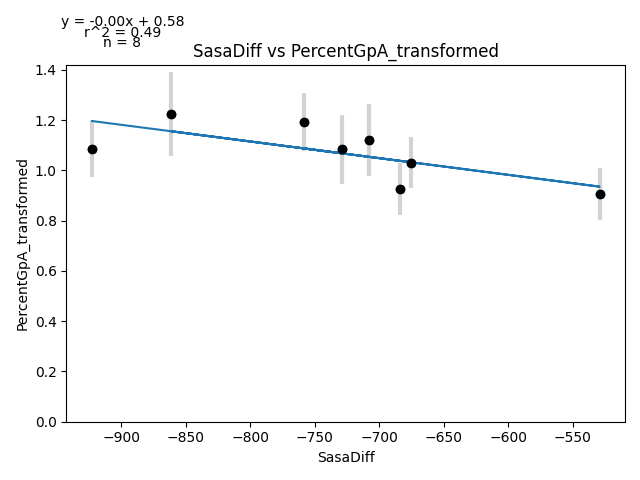 y = -0.00x + 0.58
r^2 = 0.49
n = 8
SasaDiff vs PercentGpA_transformed
1.4
1.2
1.0
0.8
0.6
0.4
0.2
0.0
PercentGpA_transformed
−900 −850 −800 −750 −700 −650 −600 −550
SasaDiff